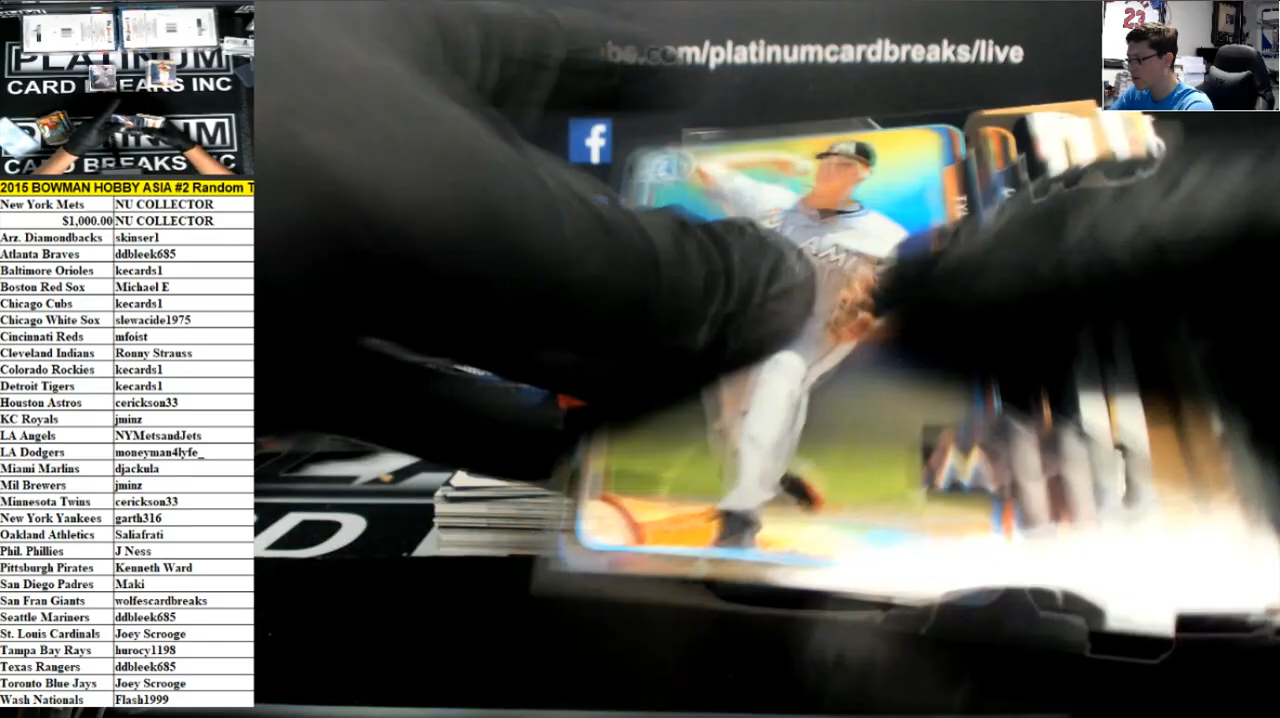 PLATINUM
CARD BREAKS INC
PLATINUM
CARD BREAKS INC
2015 BOWMAN HOBBY ASIA #2 Random T
New York Mets NU COLLECTOR
$1,000.00 NU COLLECTOR
Arz. Diamondbacks skinser1
Atlanta Braves ddbleek685
Baltimore Orioles kecards1
Boston Red Sox Michael E
Chicago Cubs kecards1
Chicago White Sox slewacide1975
Cincinnati Reds mfoist
Cleveland Indians Ronny Strauss
Colorado Rockies kecards1
Detroit Tigers kecards1
Houston Astros cerickson33
KC Royals jminz
LA Angels NYMetsandJets
LA Dodgers moneyman4lyfe_
Miami Marlins djackula
Mil Brewers jminz
Minnesota Twins cerickson33
New York Yankees garth316
Oakland Athletics Saliafrati
Phil. Phillies J Ness
Pittsburgh Pirates Kenneth Ward
San Diego Padres Maki
San Fran Giants wolfescardbreaks
Seattle Mariners ddbleek685
St. Louis Cardinals Joey Scrooge
Tampa Bay Rays hurocy1198
Texas Rangers ddbleek685
Toronto Blue Jays Joey Scrooge
Wash Nationals Flash1999
be.com/platinumcardbreaks/live
f
23
D